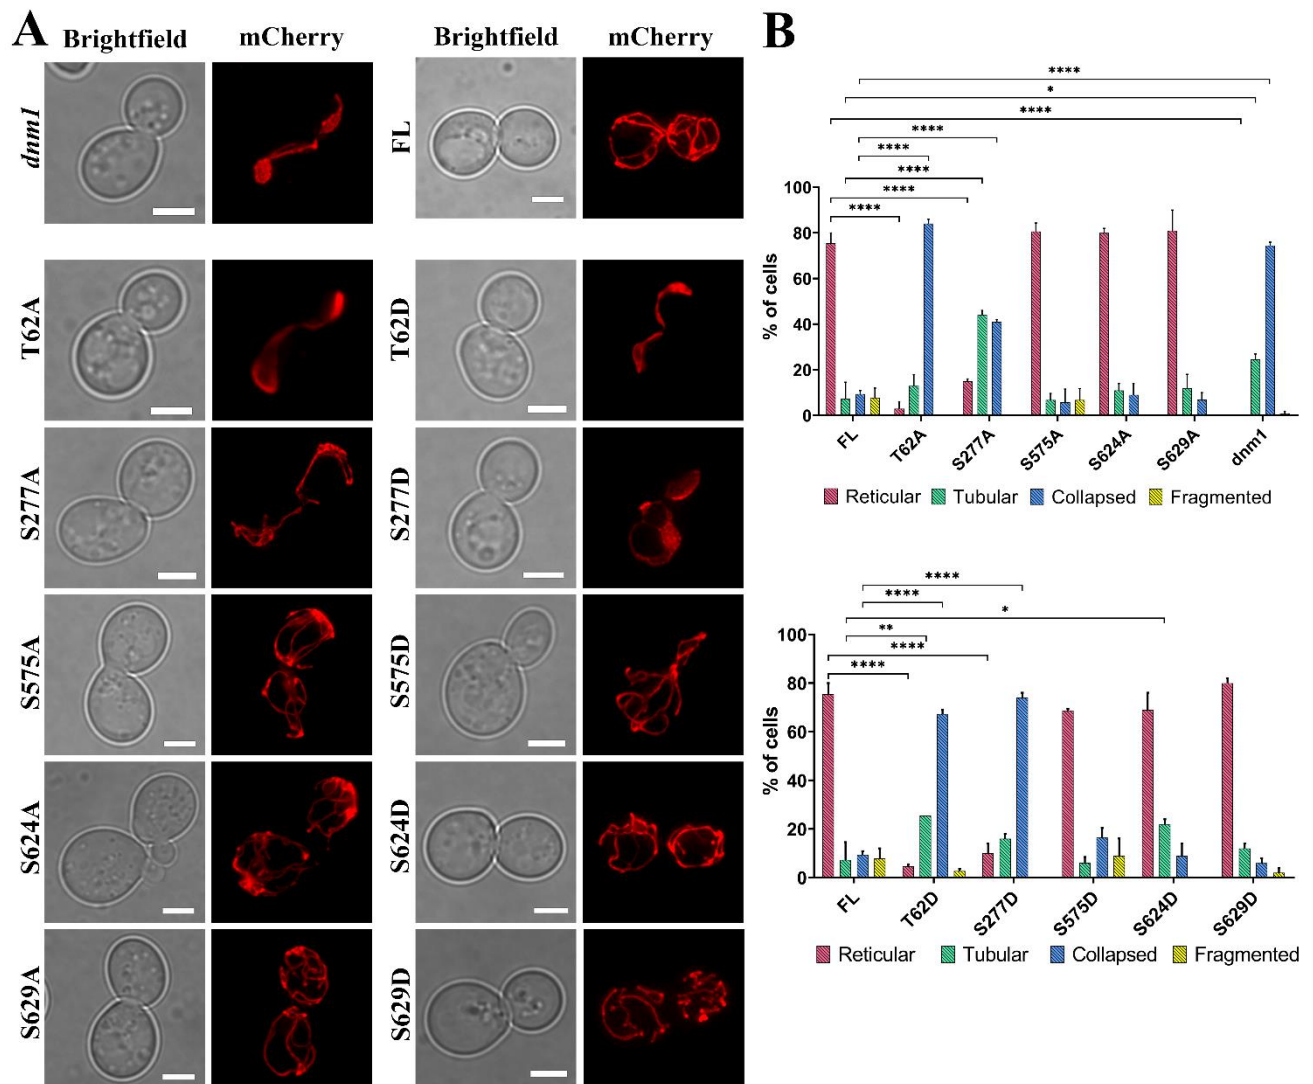 A
Brightfield mCherry Brightfield mCherry
dnm1
FL
T62A
T62D
S277A
S277D
S575A
S575D
S624A
S624D
S629A
S629D
B
****
*
****
****
****
****
****
****
100
80
60
40
20
0
% of cells
FL T62A S277A S575A S624A S629A dnm1
Reticular Tubular Collapsed Fragmented
****
****
*
**
****
****
100
80
60
40
20
0
% of cells
FL T62D S277D S575D S624D S629D
Reticular Tubular Collapsed Fragmented